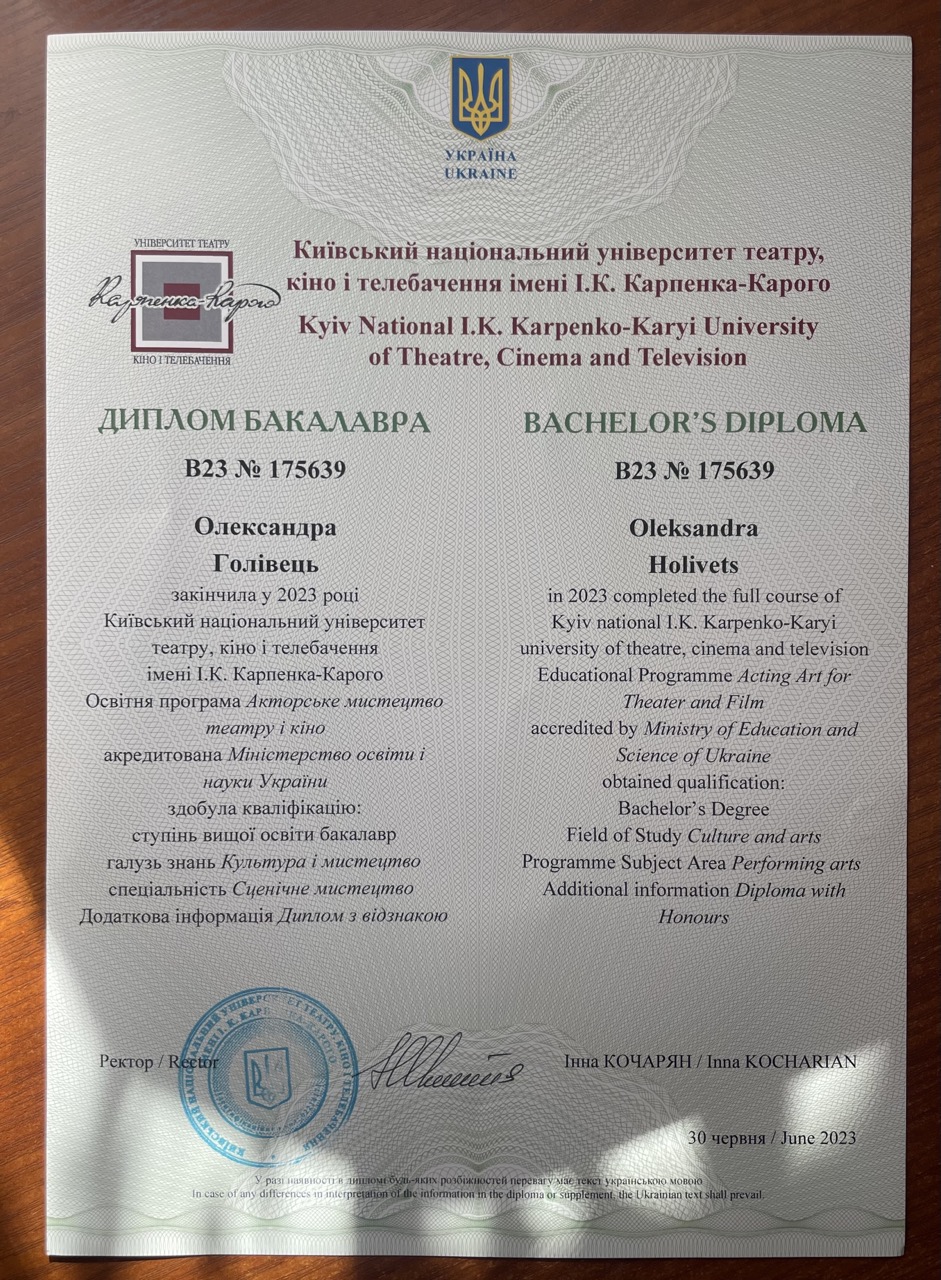 УКРАЇНА
UKRAINE
УНІВЕРСИТЕТ ТЕАТРУ
Карпенка-Карого
КІНО І ТЕЛЕБАЧЕННЯ
Київський національний університет театру,
кіно і телебачення імені І.К. Карпенка-Карого
Kyiv National I.K. Karpenko-Karyi University
of Theatre, Cinema and Television
ДИПЛОМ БАКАЛАВРА
В23 № 175639
Олександра
Голівець
закінчила у 2023 році
Київський національний університет
театру, кіно і телебачення
імені І.К. Карпенка-Карого
Освітня програма Акторське мистецтво
театру і кіно
акредитована Міністерство освіти і
науки України
здобула кваліфікацію:
ступінь вищої освіти бакалавр
галузь знань Культура і мистецтво
спеціальність Сценічне мистецтво
Додаткова інформація Диплом з відзнакою
BACHELOR'S DIPLOMA
B23 № 175639
Oleksandra
Holivets
in 2023 completed the full course of
Kyiv national I.K. Karpenko-Karyi
university of theatre, cinema and television
Educational Programme Acting Art for
Theater and Film
accredited by Ministry of Education and
Science of Ukraine
obtained qualification:
Bachelor's Degree
Field of Study Culture and arts
Programme Subject Area Performing arts
Additional information Diploma with
Honours
Ректор / Rector
Інна КОЧАРЯН / Inna KOCHARIAN
30 червня / June 2023
У разі наявності в дипломі будь-яких розбіжностей перевагу має текст українською мовою
In case of any differences in interpretation of the information in the diploma or supplement, the Ukrainian text shall prevail.